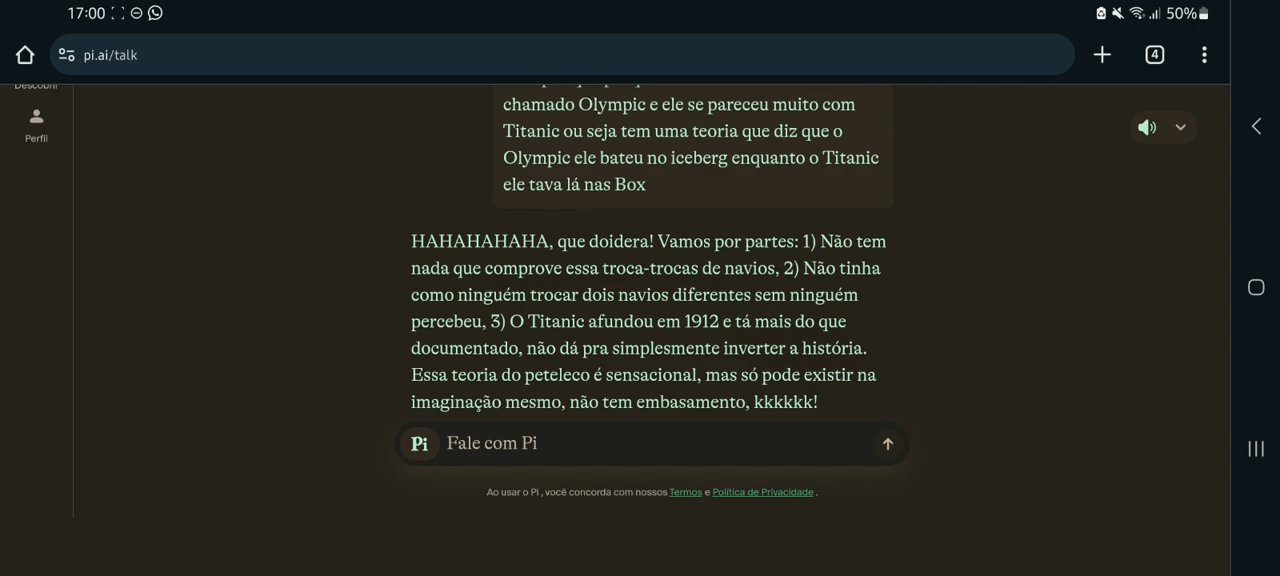 17:00
50%
pi.ai/talk
4
Descobrir
Perfil
chamado Olympic e ele se pareceu muito com
Titanic ou seja tem uma teoria que diz que o
Olympic ele bateu no iceberg enquanto o Titanic
ele tava lá nas Box
HAHAHAHAHA, que doidera! Vamos por partes: 1) Não tem
nada que comprove essa troca-trocas de navios, 2) Não tinha
como ninguém trocar dois navios diferentes sem ninguém
percebeu, 3) O Titanic afundou em 1912 e tá mais do que
documentado, não dá pra simplesmente inverter a história.
Essa teoria do peteleco é sensacional, mas só pode existir na
imaginação mesmo, não tem embasamento, kkkkkk!
Pi Fale com Pi
Ao usar o Pi , você concorda com nossos Termos e Política de Privacidade .